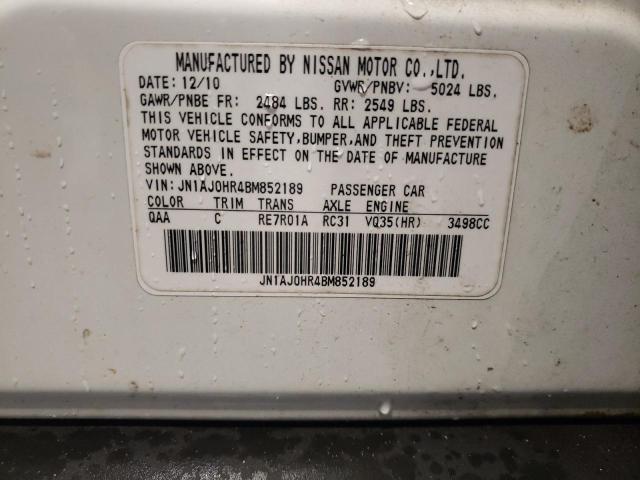 MANUFACTURED BY NISSAN MOTOR CO.,LTD.
DATE: 12/10 GVWR/PNBV: 5024 LBS,
GAWR/PNBE FR: 2484 LBS. RR: 2549 LBS.
THIS VEHICLE CONFORMS TO ALL APPLICABLE FEDERAL
MOTOR VEHICLE SAFETY,BUMPER,AND THEFT PREVENTION
STANDARDS IN EFFECT ON THE DATE OF MANUFACTURE
SHOWN ABOVE.
VIN: JN1AJ0HR4BM852189 PASSENGER CAR
COLOR TRIM TRANS AXLE ENGINE
QAA C RE7R01A RC31 VQ35(HR) 3498CC
JN1AJ0HR4BM852189